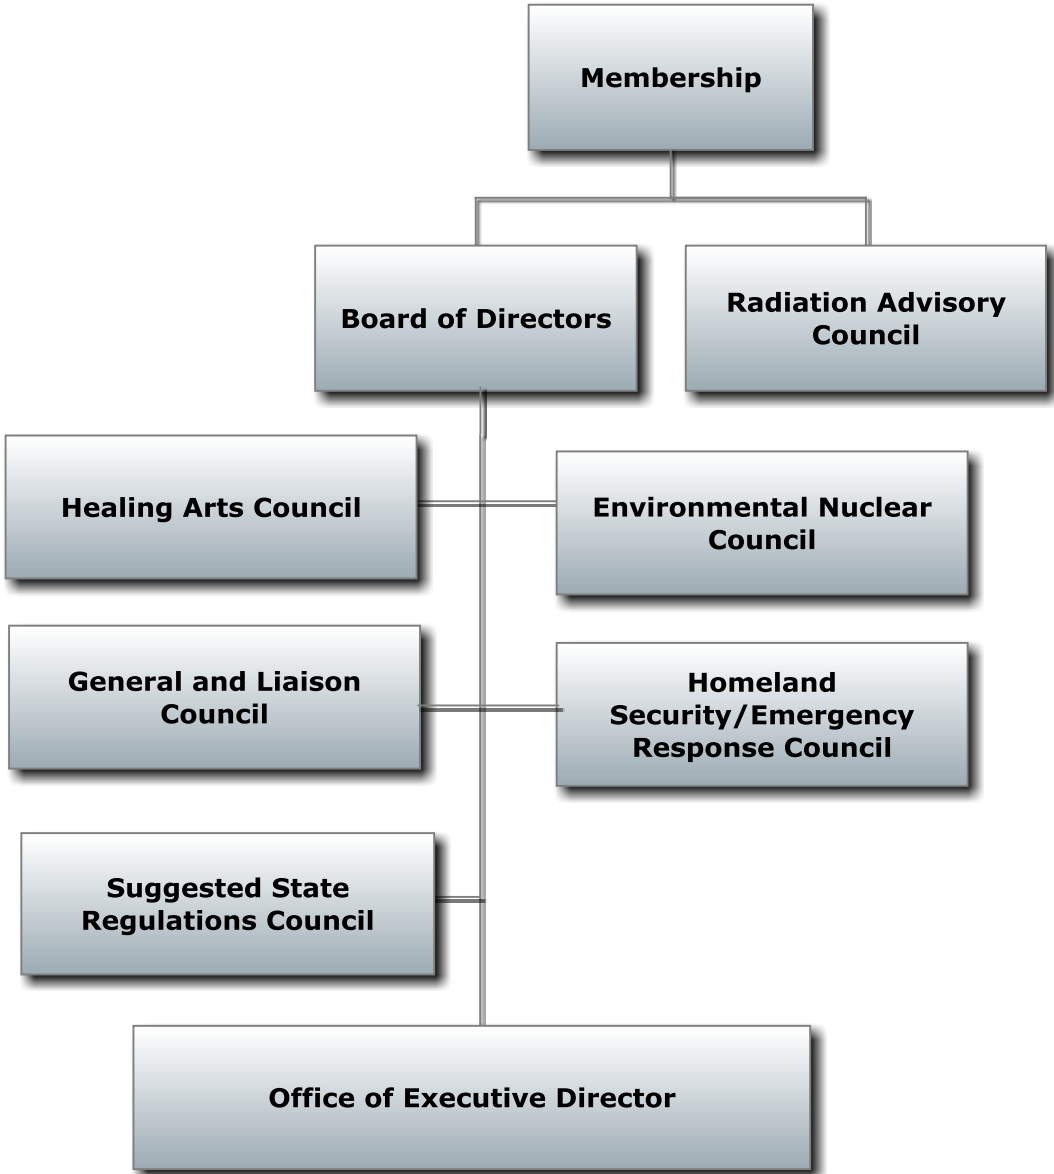 Membership
Board of Directors
Radiation Advisory
Council
Healing Arts Council
Environmental Nuclear
Council
General and Liaison
Council
Homeland
Security/Emergency
Response Council
Suggested State
Regulations Council
Office of Executive Director